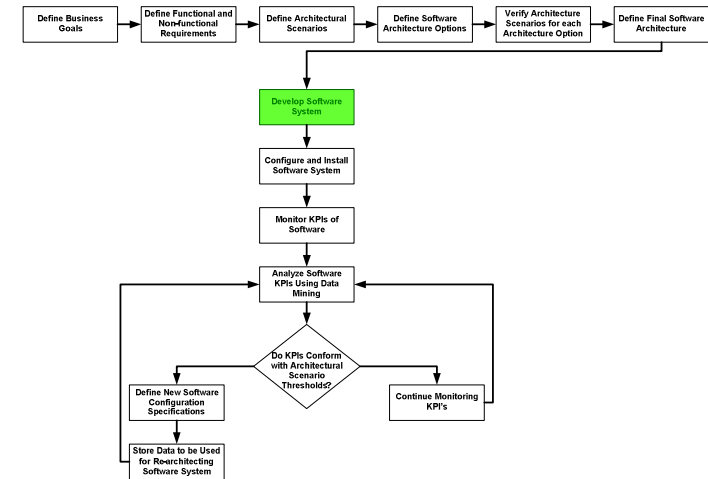 Define Business
Goals
Define Functional and
Non-functional
Requirements
Define Architectural
Scenarios
Define Software
Architecture Options
Verify Architecture
Scenarios for each
Architecture Option
Define Final Software
Architecture
Develop Software
System
Configure and Install
Software System
Monitor KPIs of
Software
Analyze Software
KPIs Using Data
Mining
Do KPIs Conform
with Architectural
Scenario
Thresholds?
Define New Software
Configuration
Specifications
Continue Monitoring
KPI's
Store Data to be Used
for Re-architecting
Software System